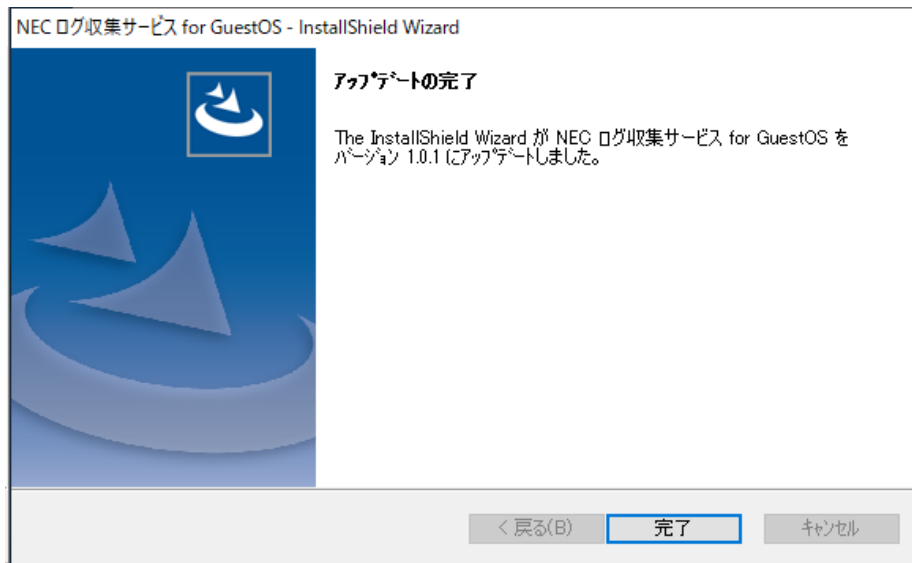 NEC ログ収集サービス for GuestOS - InstallShield Wizard
アップデートの完了
The InstallShield Wizard が NEC ログ収集サービス for GuestOS を
バージョン 1.0.1 にアップデートしました。
< 戻る(B)
完了
キャンセル